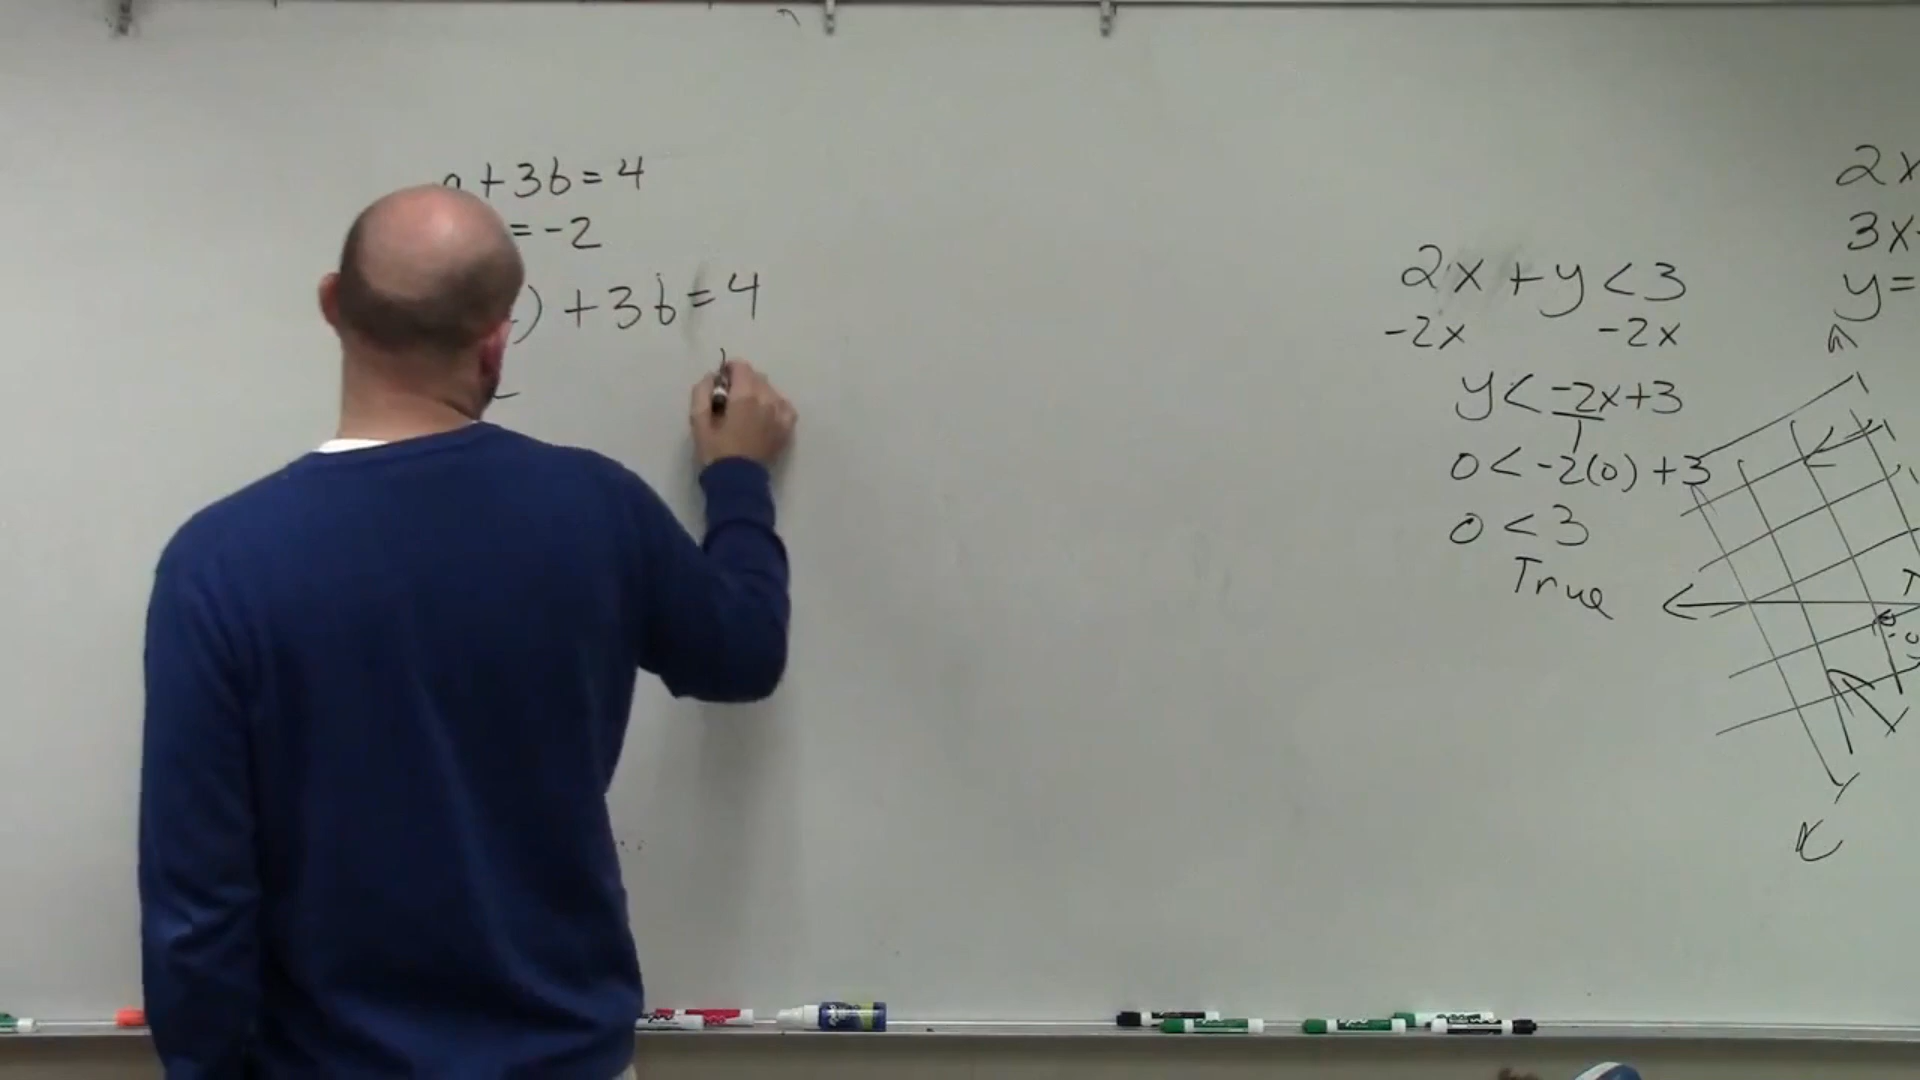 a + 3b = 4
= -2
) + 3b = 4
2x + y < 3
-2x -2x
y < -2x + 3
1
0 < -2(0) + 3
0 < 3
True
2x
3x
y =
x